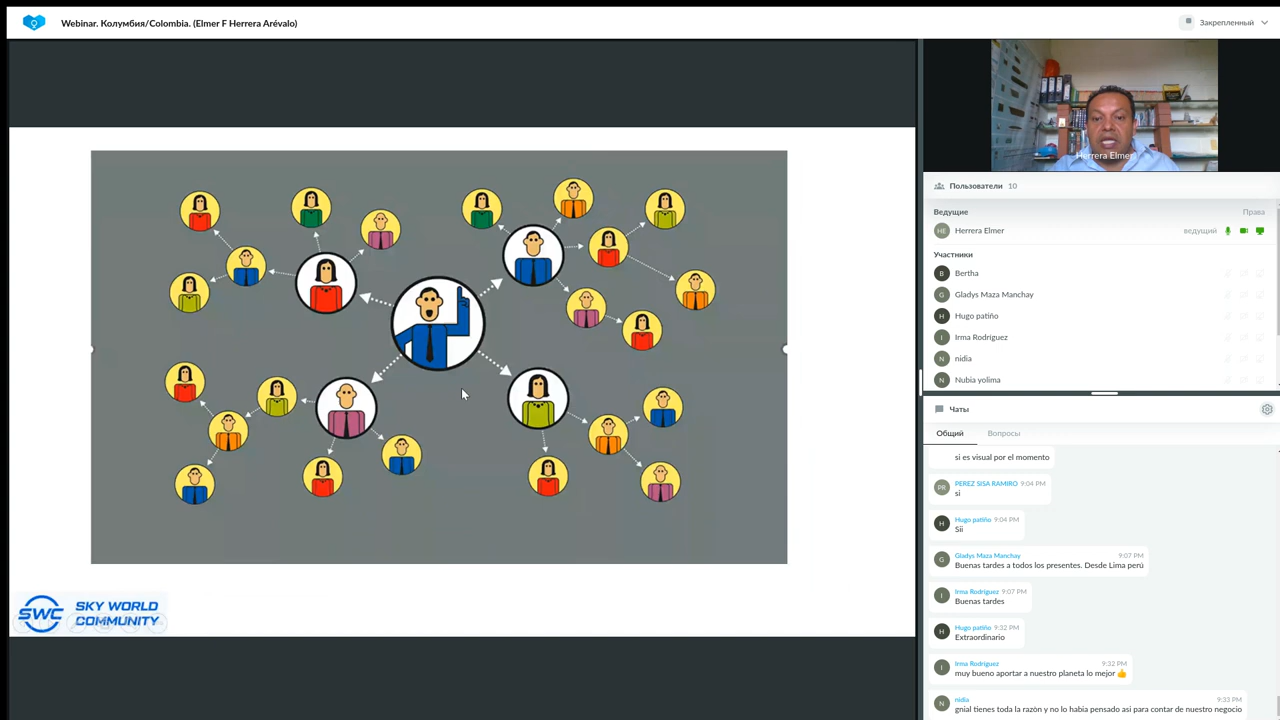 Webinar. Колумбия/Colombia. (Elmer F Herrera Arévalo)
Закрепленный
Herrera Elmer
SWC SKY WORLD
COMMUNITY
Пользователи 10
Ведущие Права
HE Herrera Elmer ведущий
Участники
B Bertha
G Gladys Maza Manchay
H Hugo patiño
I Irma Rodríguez
N nidia
N Nubia yolima
Чаты
Общий Вопросы
si es visual por el momento
PR PEREZ SISA RAMIRO 9:04 PM
si
H Hugo patiño 9:04 PM
Sii
G Gladys Maza Manchay 9:07 PM
Buenas tardes a todos los presentes. Desde Lima perú
I Irma Rodríguez 9:07 PM
Buenas tardes
H Hugo patiño 9:32 PM
Extraordinario
I Irma Rodríguez 9:32 PM
muy bueno aportar a nuestro planeta lo mejor 👍
N nidia 9:33 PM
gnial tienes toda la razón y no lo habia pensado asi para contar de nuestro negocio